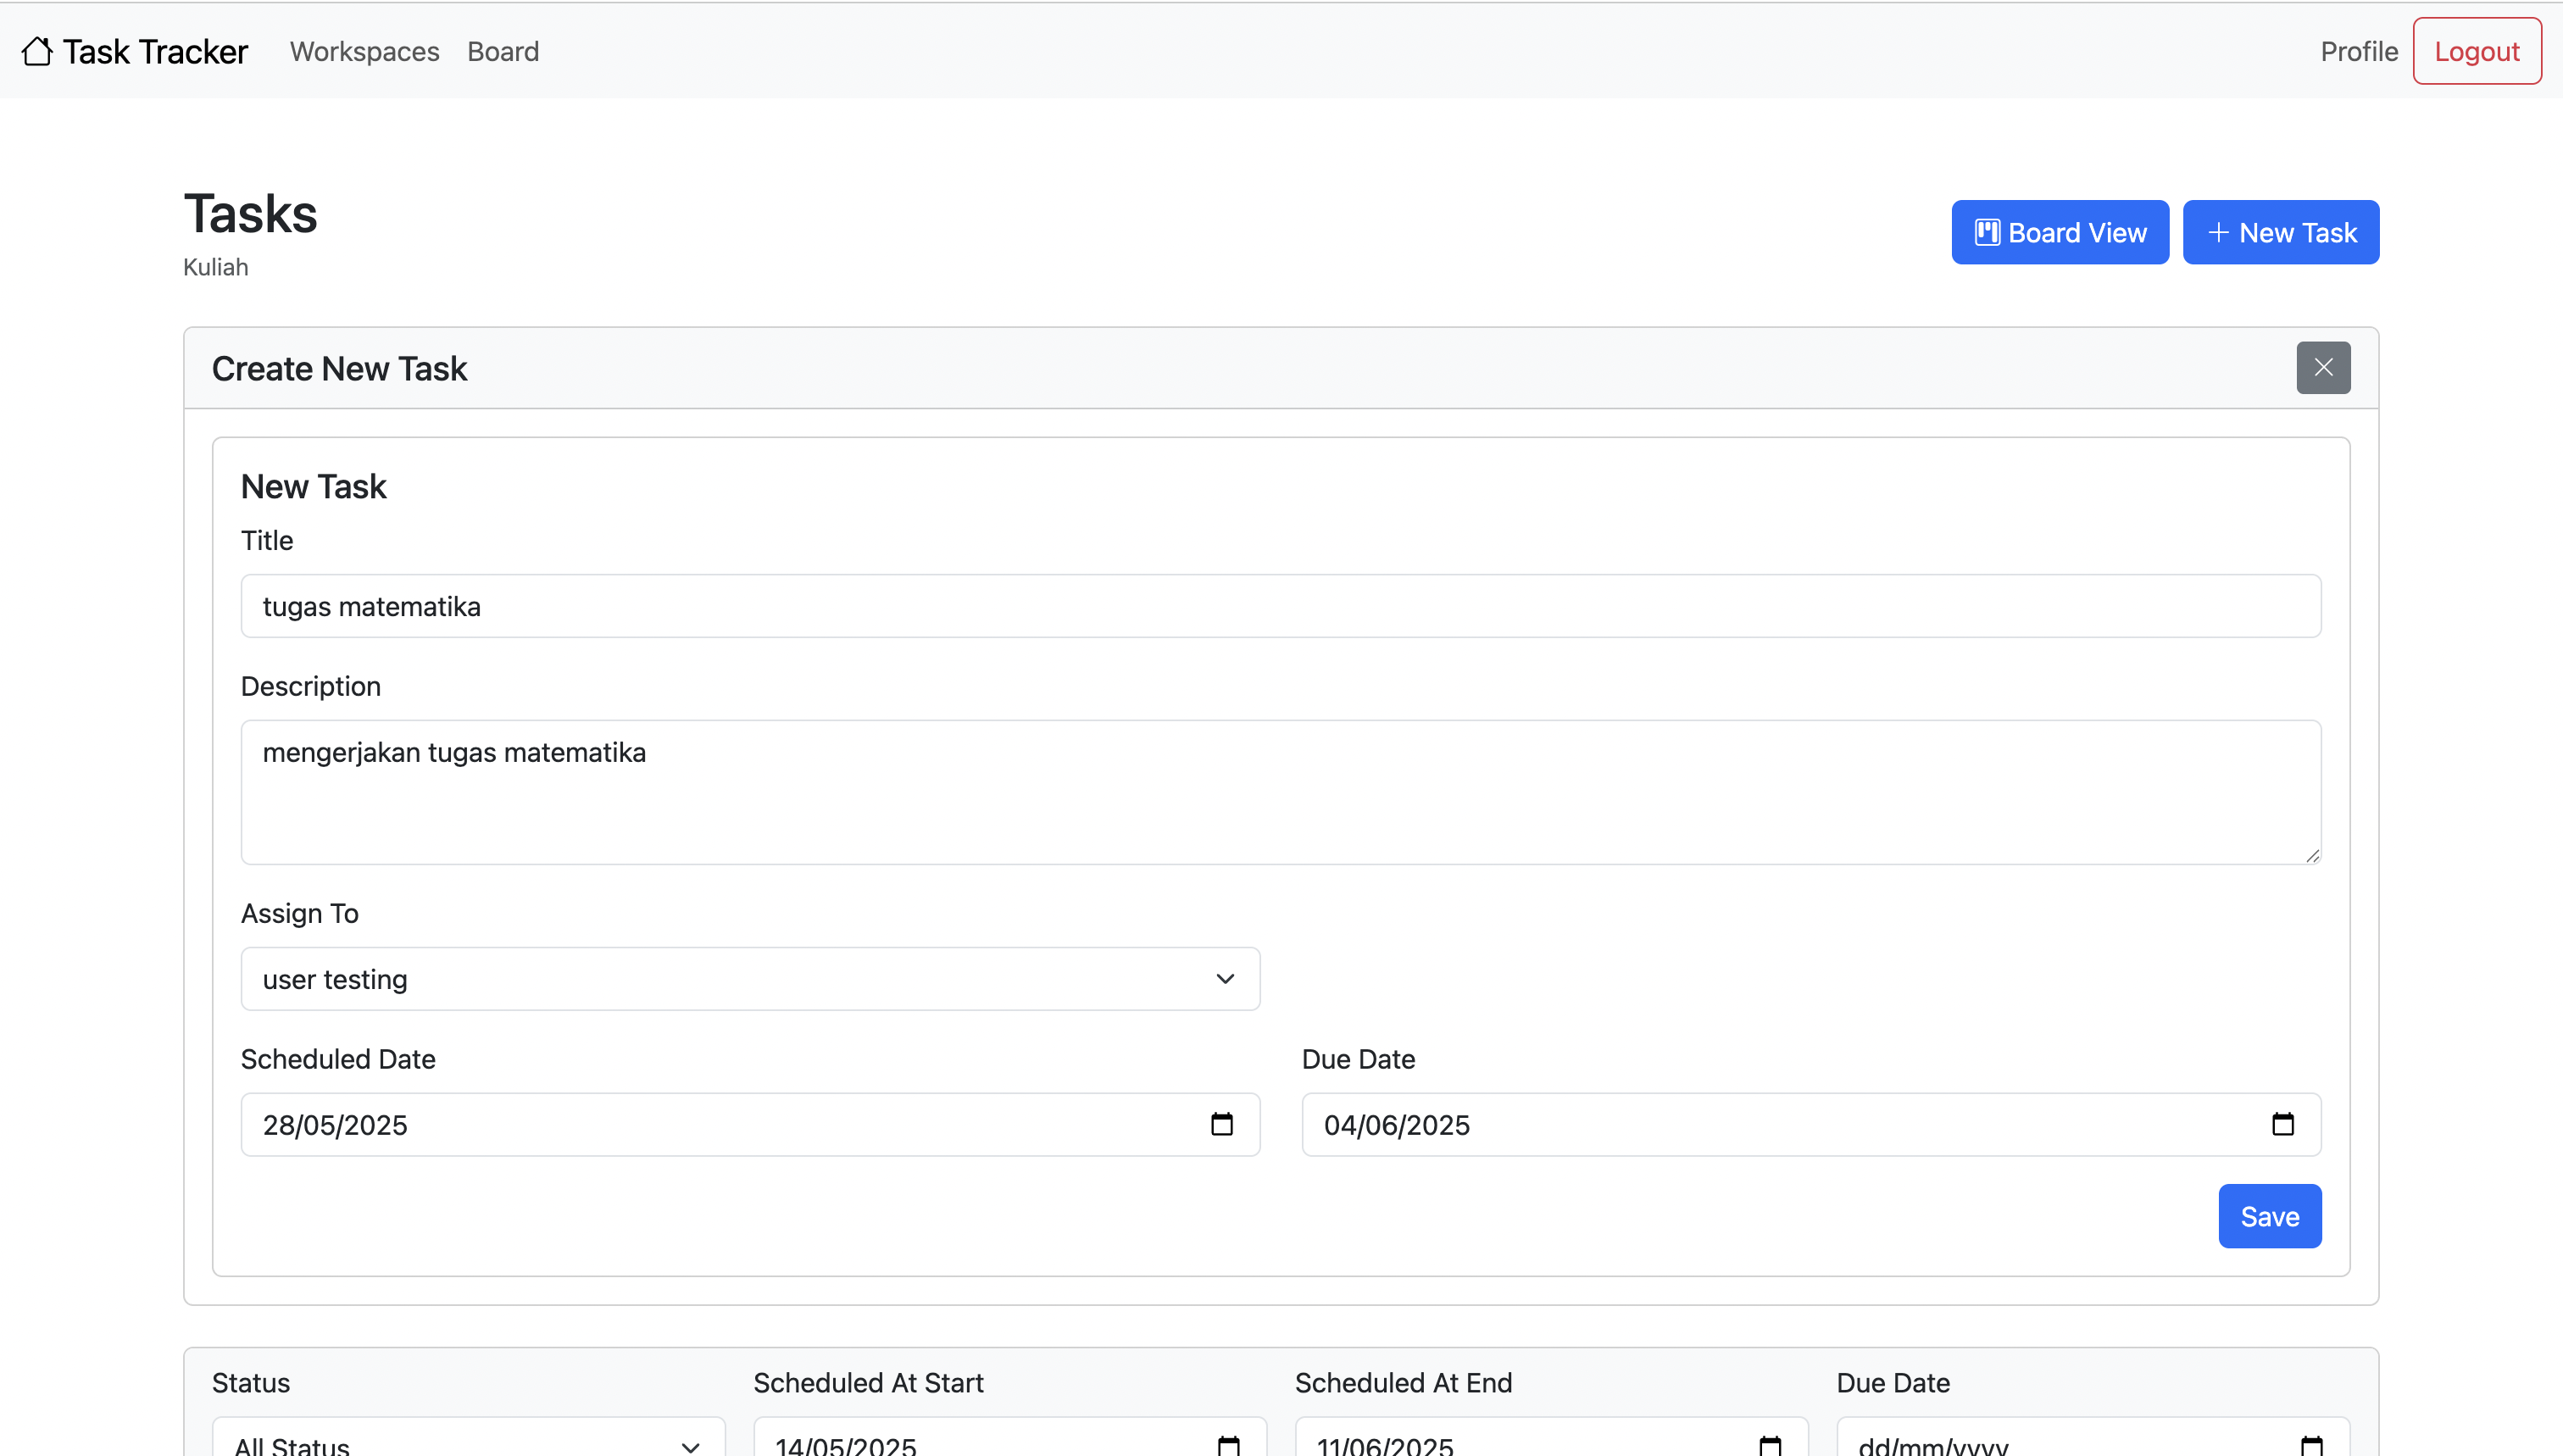 Task Tracker Workspaces Board Profile Logout
Tasks
Kuliah
Board View
New Task
Create New Task
New Task
Title
tugas matematika
Description
mengerjakan tugas matematika
Assign To
user testing
Scheduled Date Due Date
28/05/2025 04/06/2025
Save
Status Scheduled At Start Scheduled At End Due Date
All Status 14/05/2025 11/06/2025 dd/mm/yyyy